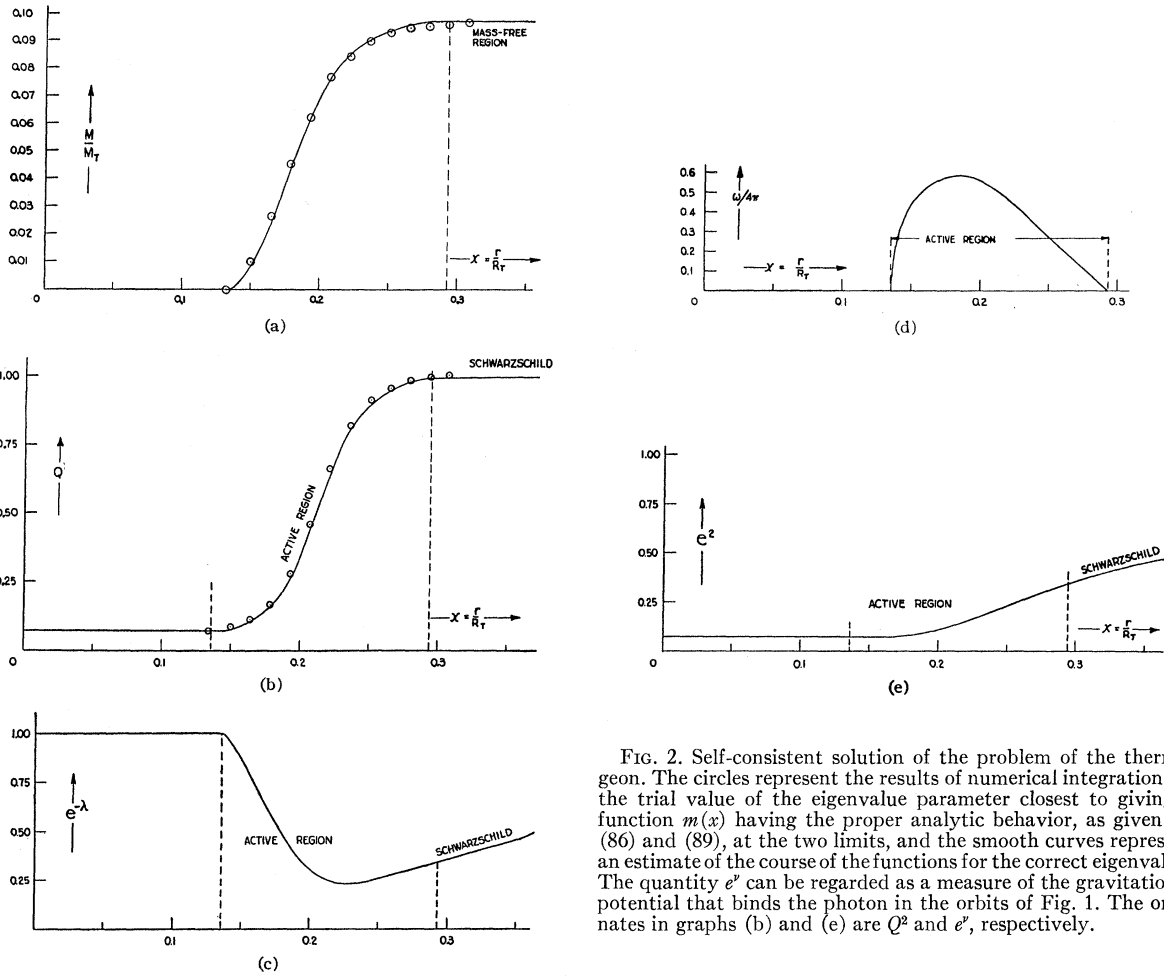 0.10
0.09
0.08
0.07
0.06
0.05
0.04
0.03
0.02
0.01
M
M_T
MASS-FREE
REGION
X = r/R_T
0 0.1 0.2 0.3
(a)
1.00
0.75
0.50
0.25
Q
ACTIVE REGION
SCHWARZSCHILD
X = r/R_T
0 0.1 0.2 0.3
(b)
1.00
0.75
0.50
0.25
e^-λ
ACTIVE REGION
SCHWARZSCHILD
0.1 0.2 0.3
(c)
0.6
0.5
0.4
0.3
0.2
0.1
ω/4π
ACTIVE REGION
X = r/R_T
0 0.1 0.2 0.3
(d)
1.00
0.75
0.50
0.25
e²
ACTIVE REGION
SCHWARZSCHILD
X = r/R_T
0 0.1 0.2 0.3
(e)
FIG. 2. Self-consistent solution of the problem of the ther
geon. The circles represent the results of numerical integration
the trial value of the eigenvalue parameter closest to givin
function m(x) having the proper analytic behavior, as given
(86) and (89), at the two limits, and the smooth curves repres
an estimate of the course of the functions for the correct eigenval
The quantity e^ν can be regarded as a measure of the gravitatio
potential that binds the photon in the orbits of Fig. 1. The or
nates in graphs (b) and (e) are Q² and e^ν, respectively.